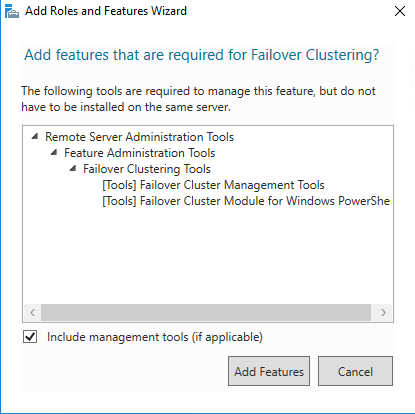 Add Roles and Features Wizard
Add features that are required for Failover Clustering?
The following tools are required to manage this feature, but do not
have to be installed on the same server.
Remote Server Administration Tools
Feature Administration Tools
Failover Clustering Tools
[Tools] Failover Cluster Management Tools
[Tools] Failover Cluster Module for Windows PowerShe
Include management tools (if applicable)
Add Features
Cancel